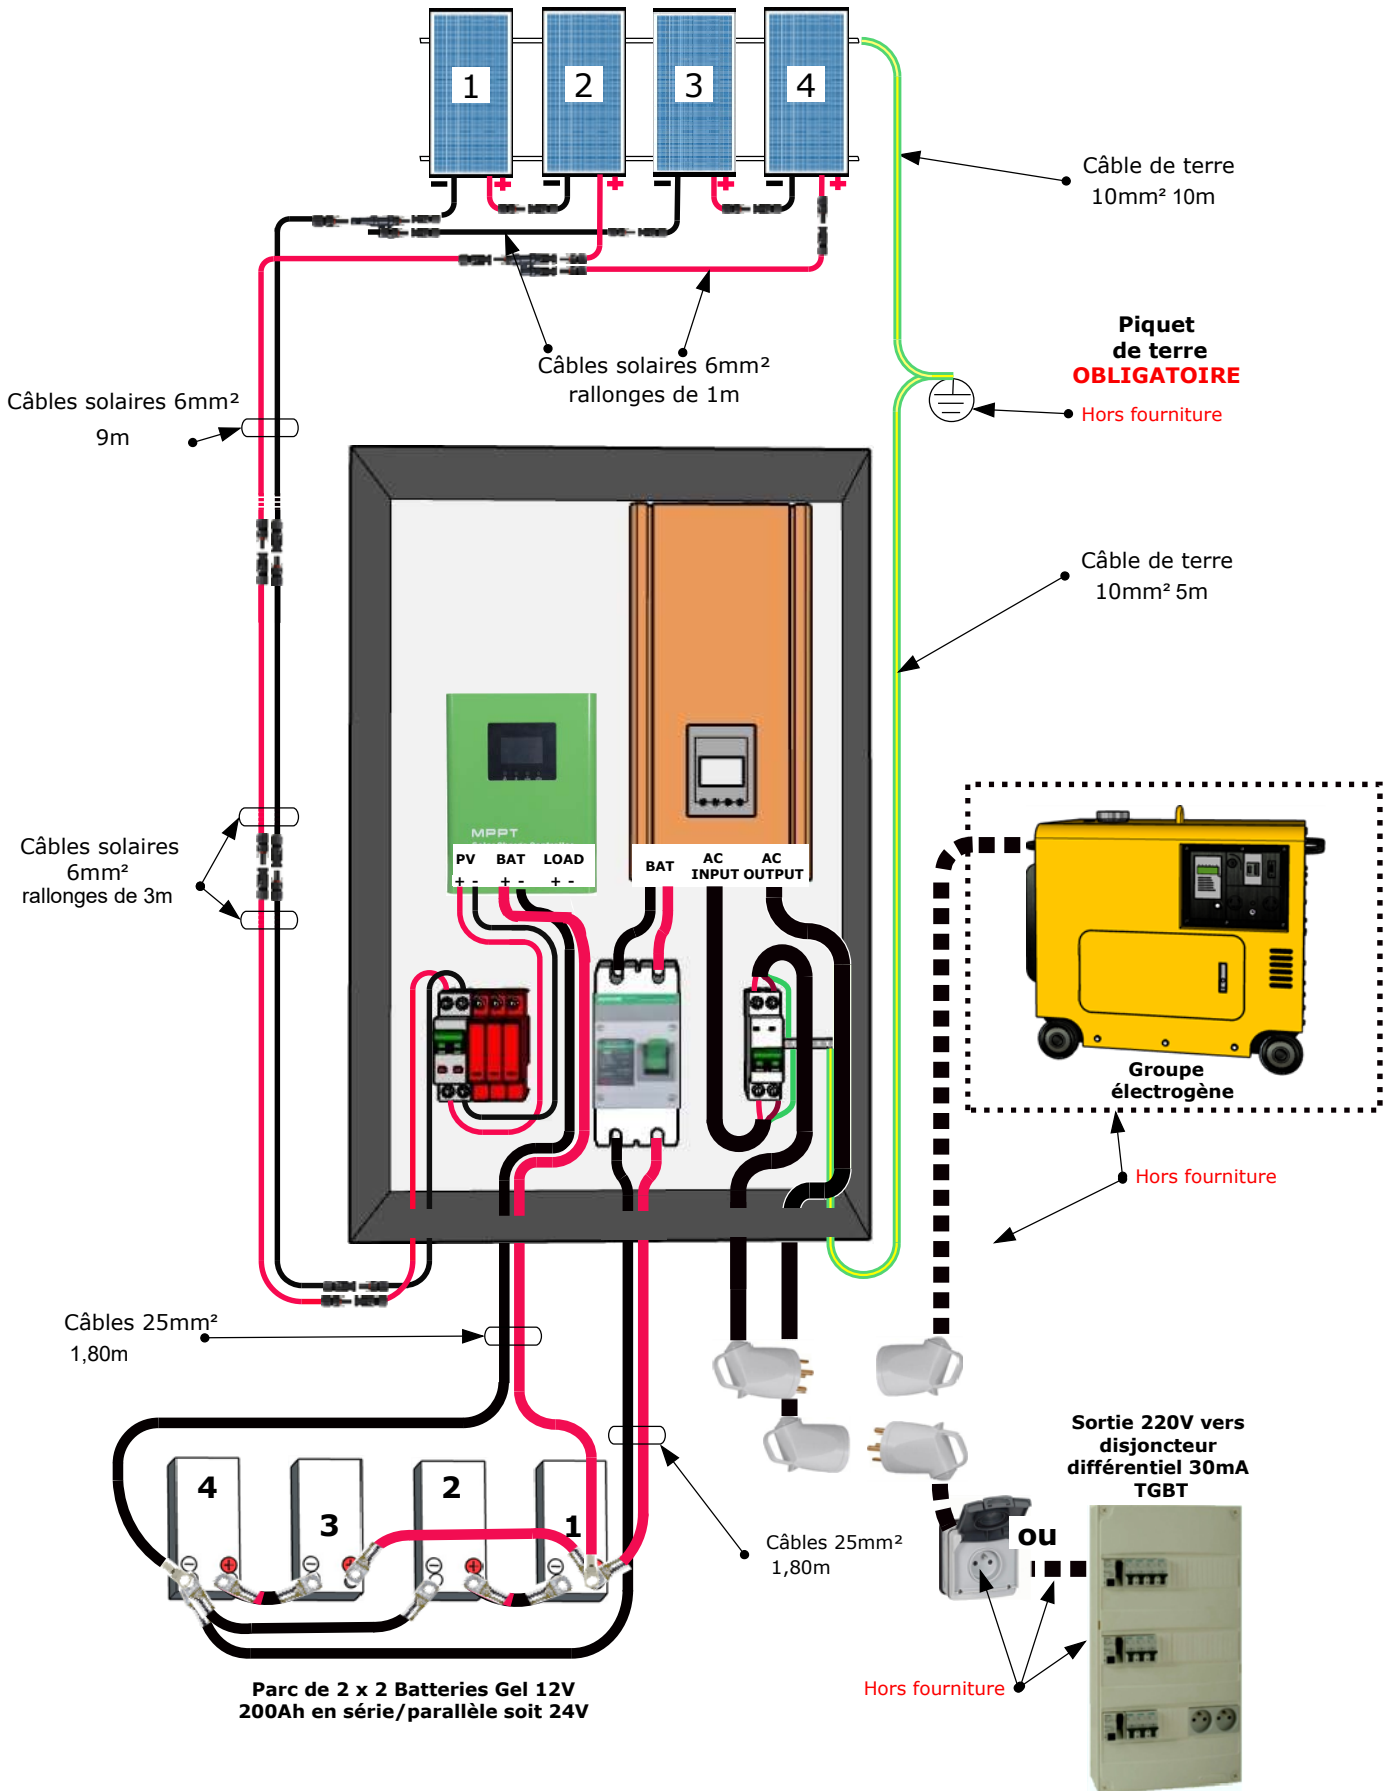 1
2
3
4
- +
- +
- +
- +
Câble de terre
10mm² 10m
Piquet
de terre
OBLIGATOIRE
Hors fourniture
Câbles solaires 6mm²
rallonges de 1m
Câbles solaires 6mm²
9m
Câble de terre
10mm² 5m
Câbles solaires
6mm²
rallonges de 3m
MPPT
PV BAT LOAD
+ - + - + -
BAT
AC
INPUT
AC
OUTPUT
Groupe
électrogène
Hors fourniture
Câbles 25mm²
1,80m
Câbles 25mm²
1,80m
4
3
2
1
- +
- +
- +
- +
Sortie 220V vers
disjoncteur
différentiel 30mA
TGBT
ou
Hors fourniture
Parc de 2 x 2 Batteries Gel 12V
200Ah en série/parallèle soit 24V